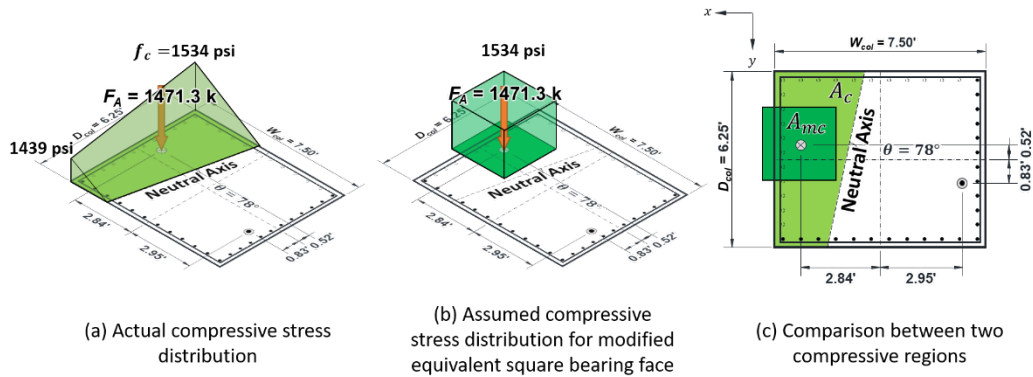 f_c =1534 psi
F_A = 1471.3 k
D_col = 6.25'
W_col = 7.50'
1439 psi
Neutral Axis
θ = 78°
2.84'
2.95'
0.83'
0.52'
(a) Actual compressive stress
distribution
1534 psi
F_A = 1471.3 k
D_col = 6.25'
W_col = 7.50'
Neutral Axis
θ = 78°
2.84'
2.95'
0.83'
0.52'
(b) Assumed compressive
stress distribution for modified
equivalent square bearing face
x
y
W_col = 7.50'
D_col = 6.25'
A_c
A_mc
Neutral Axis
θ = 78°
0.52'
0.83'
2.84'
2.95'
(c) Comparison between two
compressive regions